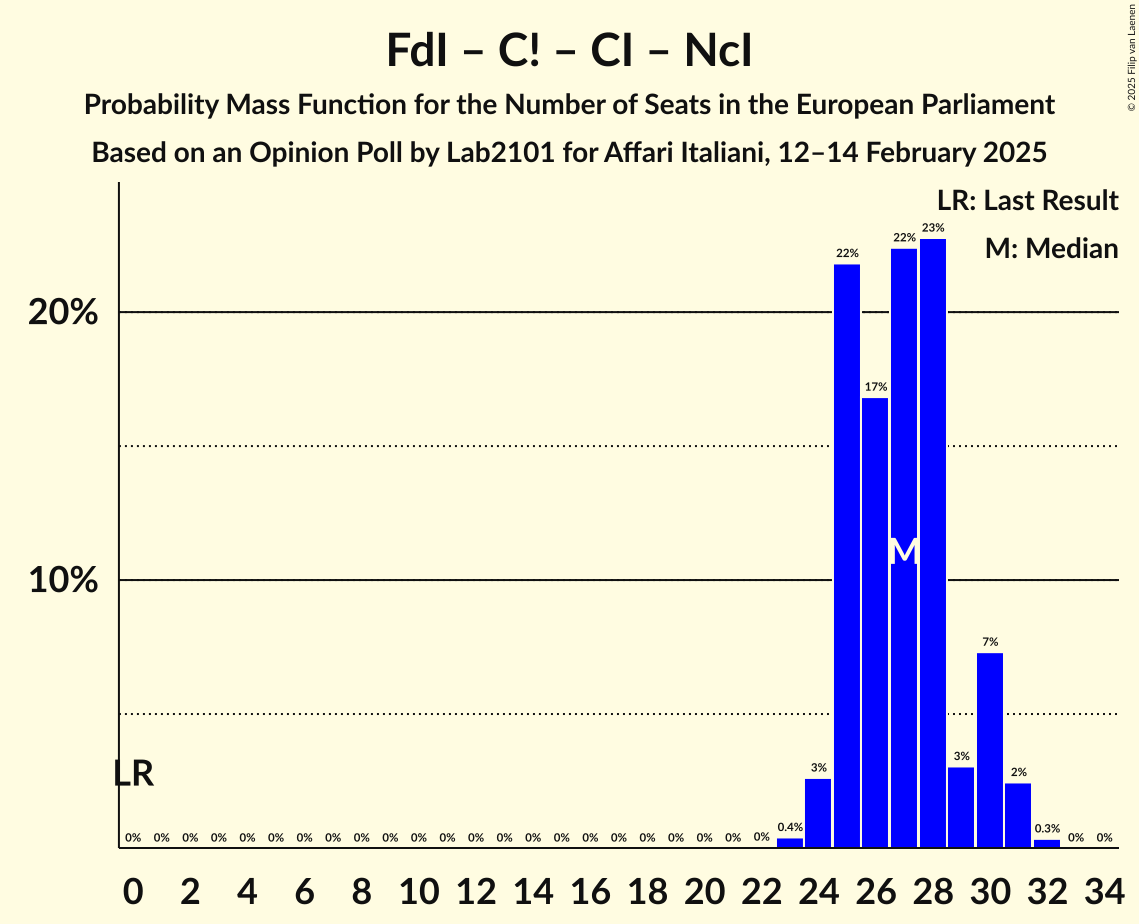 FdI – C! – CI – NcI
Probability Mass Function for the Number of Seats in the European Parliament
Based on an Opinion Poll by Lab2101 for Affari Italiani, 12–14 February 2025
© 2025 Filip van Laenen
LR: Last Result
M: Median
20%
10%
LR
M
0% 0% 0% 0% 0% 0% 0% 0% 0% 0% 0% 0% 0% 0% 0% 0% 0% 0% 0% 0% 0% 0% 0% 0.4% 3% 22% 17% 22% 23% 3% 7% 2% 0.3% 0% 0%
0 2 4 6 8 10 12 14 16 18 20 22 24 26 28 30 32 34